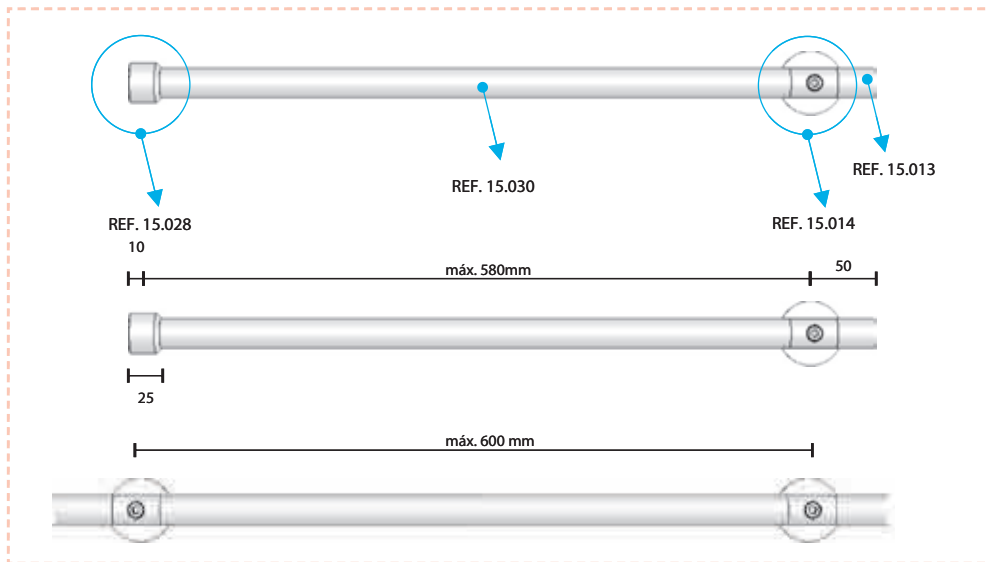 REF. 15.013
REF. 15.030
REF. 15.028
REF. 15.014
10
máx. 580mm
50
25
máx. 600 mm